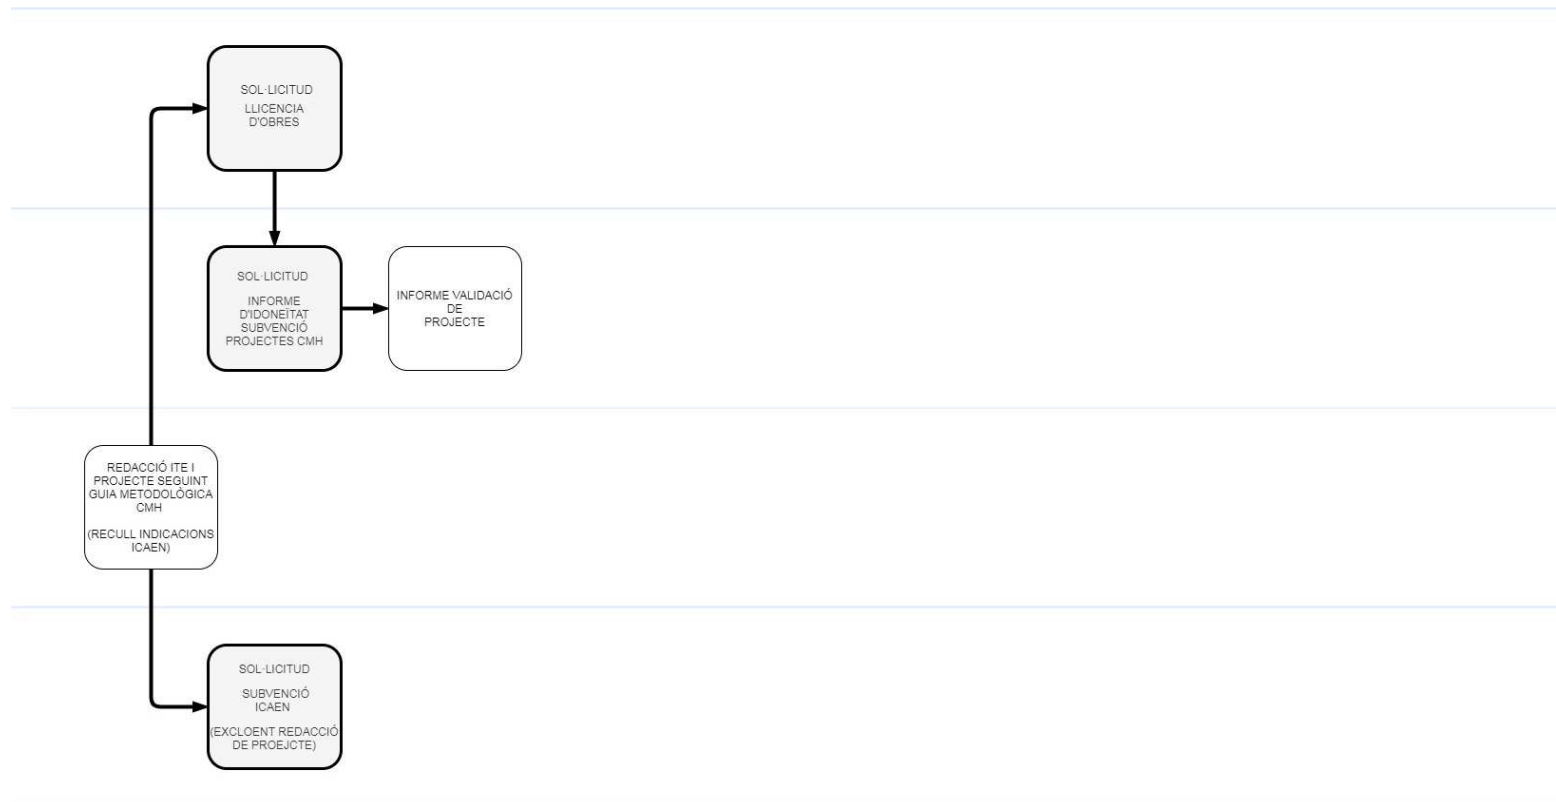 SOL·LICITUD
LLICENCIA
D'OBRES
SOL·LICITUD
INFORME
D'IDONEÏTAT
SUBVENCIÓ
PROJECTES CMH
INFORME VALIDACIÓ
DE
PROJECTE
REDACCIÓ ITE I
PROJECTE SEGUINT
GUIA METODOLÒGICA
CMH
(RECULL INDICACIONS
ICAEN)
SOL·LICITUD
SUBVENCIÓ
ICAEN
(EXCLOENT REDACCIÓ
DE PROEJCTE)